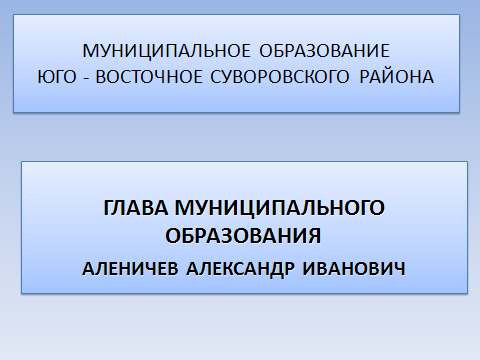 МУНИЦИПАЛЬНОЕ ОБРАЗОВАНИЕ
ЮГО - ВОСТОЧНОЕ СУВОРОВСКОГО РАЙОНА
ГЛАВА МУНИЦИПАЛЬНОГО
ОБРАЗОВАНИЯ
АЛЕНИЧЕВ АЛЕКСАНДР ИВАНОВИЧ